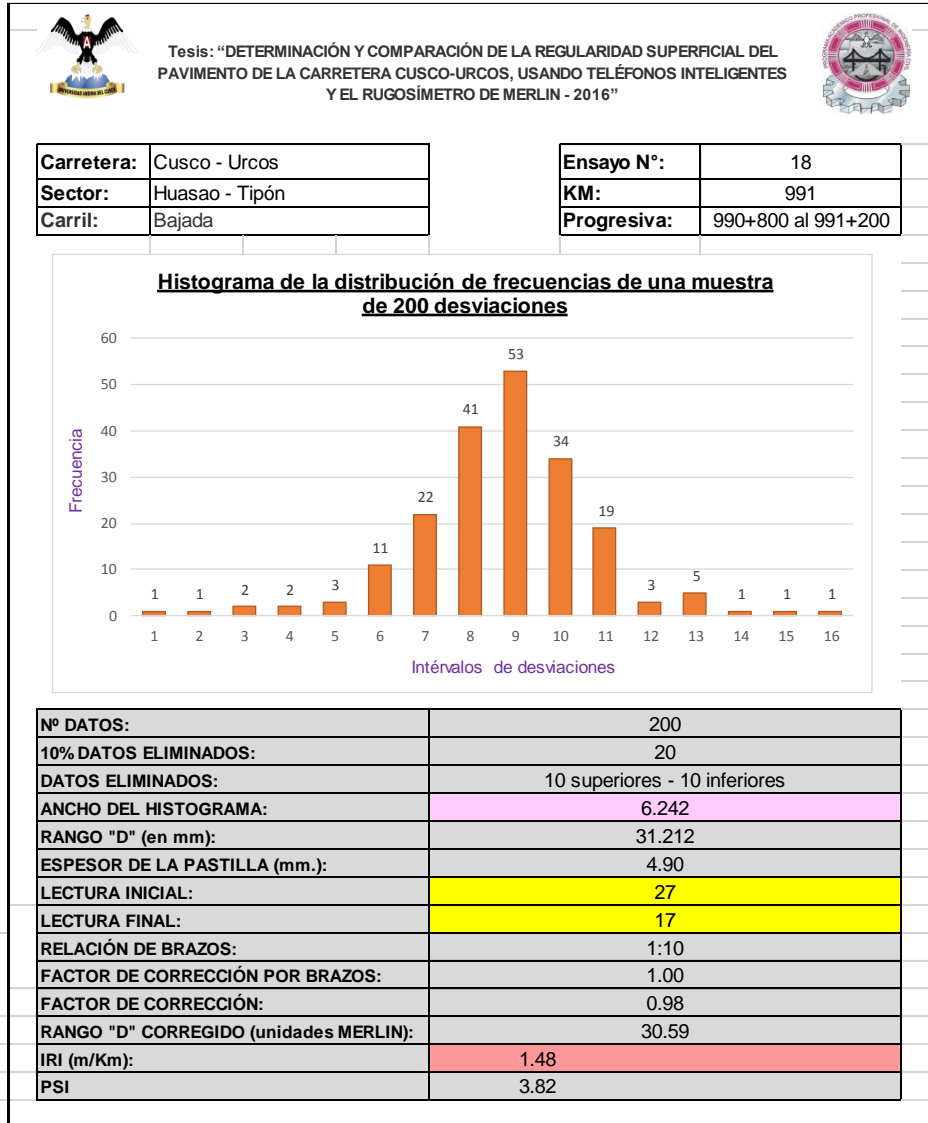 Tesis: “DETERMINACIÓN Y COMPARACIÓN DE LA REGULARIDAD SUPERFICIAL DEL
PAVIMENTO DE LA CARRETERA CUSCO-URCOS, USANDO TELÉFONOS INTELIGENTES
Y EL RUGOSÍMETRO DE MERLIN - 2016”
UNIVERSIDAD ANDINA DEL CUSCO
Carretera: Cusco - Urcos
Sector: Huasao - Tipón
Carril: Bajada
Ensayo N°: 18
KM: 991
Progresiva: 990+800 al 991+200
Histograma de la distribución de frecuencias de una muestra
de 200 desviaciones
Frecuencia
60
50
40
30
20
10
0
1 1 2 2 3 11 22 41 53 34 19 3 5 1 1 1
1 2 3 4 5 6 7 8 9 10 11 12 13 14 15 16
Intérvalos de desviaciones
Nº DATOS: 200
10% DATOS ELIMINADOS: 20
DATOS ELIMINADOS: 10 superiores - 10 inferiores
ANCHO DEL HISTOGRAMA: 6.242
RANGO "D" (en mm): 31.212
ESPESOR DE LA PASTILLA (mm.): 4.90
LECTURA INICIAL: 27
LECTURA FINAL: 17
RELACIÓN DE BRAZOS: 1:10
FACTOR DE CORRECCIÓN POR BRAZOS: 1.00
FACTOR DE CORRECCIÓN: 0.98
RANGO "D" CORREGIDO (unidades MERLIN): 30.59
IRI (m/Km): 1.48
PSI 3.82